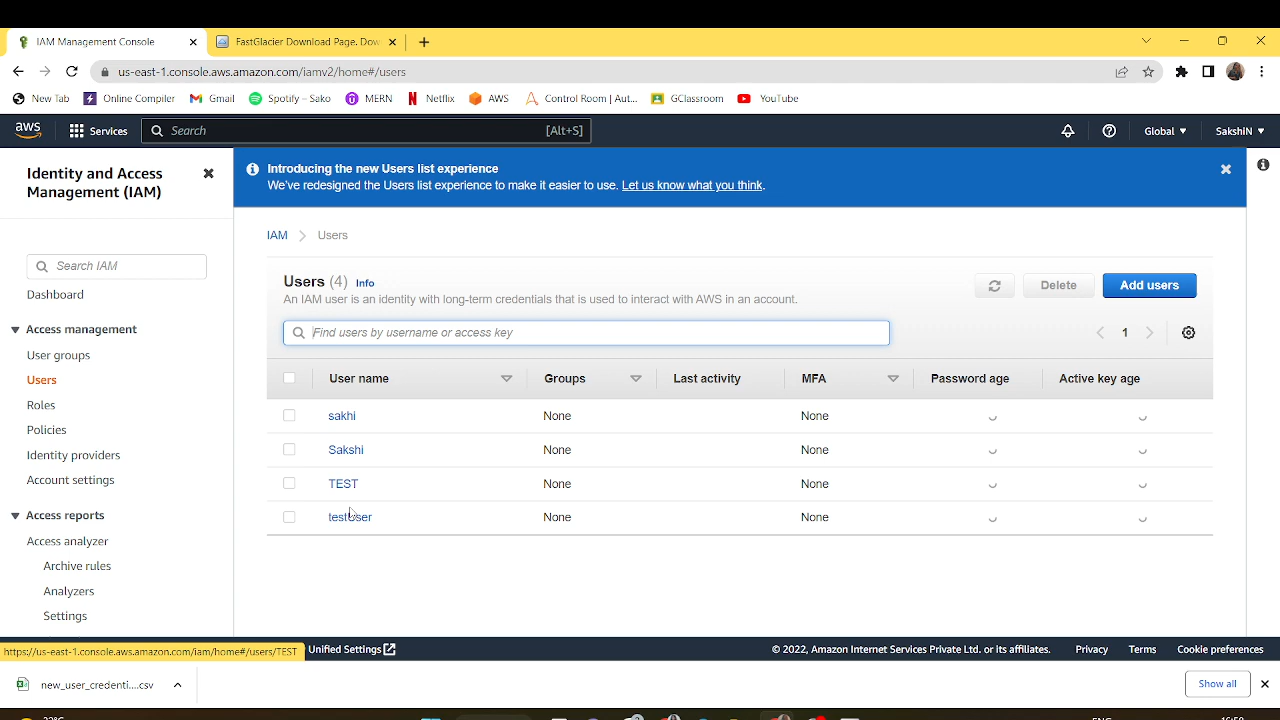 IAM Management Console
FastGlacier Download Page. Dow
us-east-1.console.aws.amazon.com/iamv2/home#/users
New Tab
Online Compiler
Gmail
Spotify – Sako
MERN
Netflix
AWS
Control Room | Aut...
GClassroom
YouTube
aws
Services
Search
[Alt+S]
Global
SakshiN
Identity and Access
Management (IAM)
Introducing the new Users list experience
We've redesigned the Users list experience to make it easier to use. Let us know what you think.
IAM
Users
Search IAM
Dashboard
Access management
User groups
Users
Roles
Policies
Identity providers
Account settings
Access reports
Access analyzer
Archive rules
Analyzers
Settings
Users (4) Info
An IAM user is an identity with long-term credentials that is used to interact with AWS in an account.
Delete
Add users
Find users by username or access key
1
User name
Groups
Last activity
MFA
Password age
Active key age
sakhi
None
None
Sakshi
None
None
TEST
None
None
testuser
None
None
https://us-east-1.console.aws.amazon.com/iam/home#/users/TEST
Unified Settings
© 2022, Amazon Internet Services Private Ltd. or its affiliates.
Privacy
Terms
Cookie preferences
new_user_credenti....csv
Show all